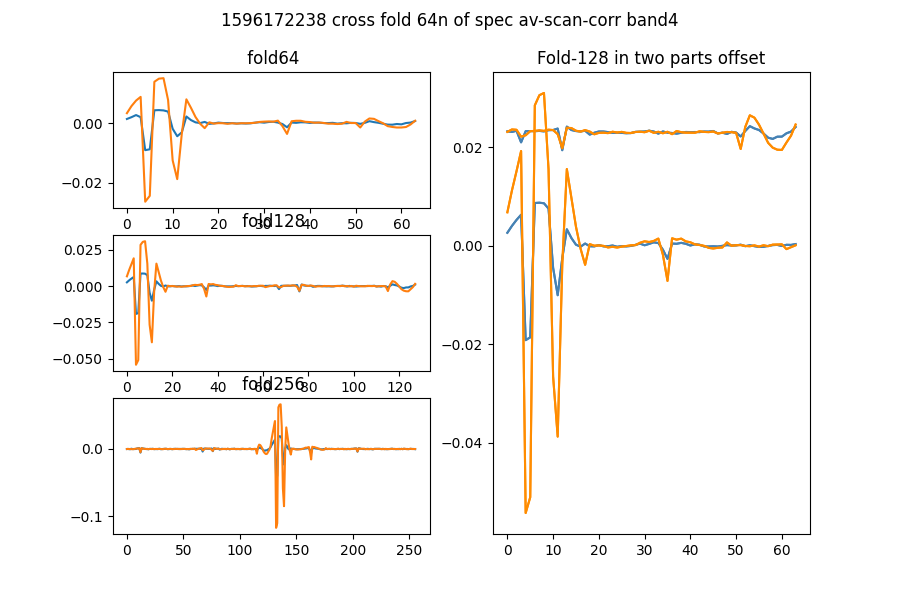 1596172238 cross fold 64n of spec av-scan-corr band4
fold64
0.00
−0.02
0 10 20 30 40 50 60
fold128
0.025
0.000
−0.025
−0.050
0 20 40 60 80 100 120
fold256
0.0
−0.1
0 50 100 150 200 250
Fold-128 in two parts offset
0.02
0.00
−0.02
−0.04
0 10 20 30 40 50 60